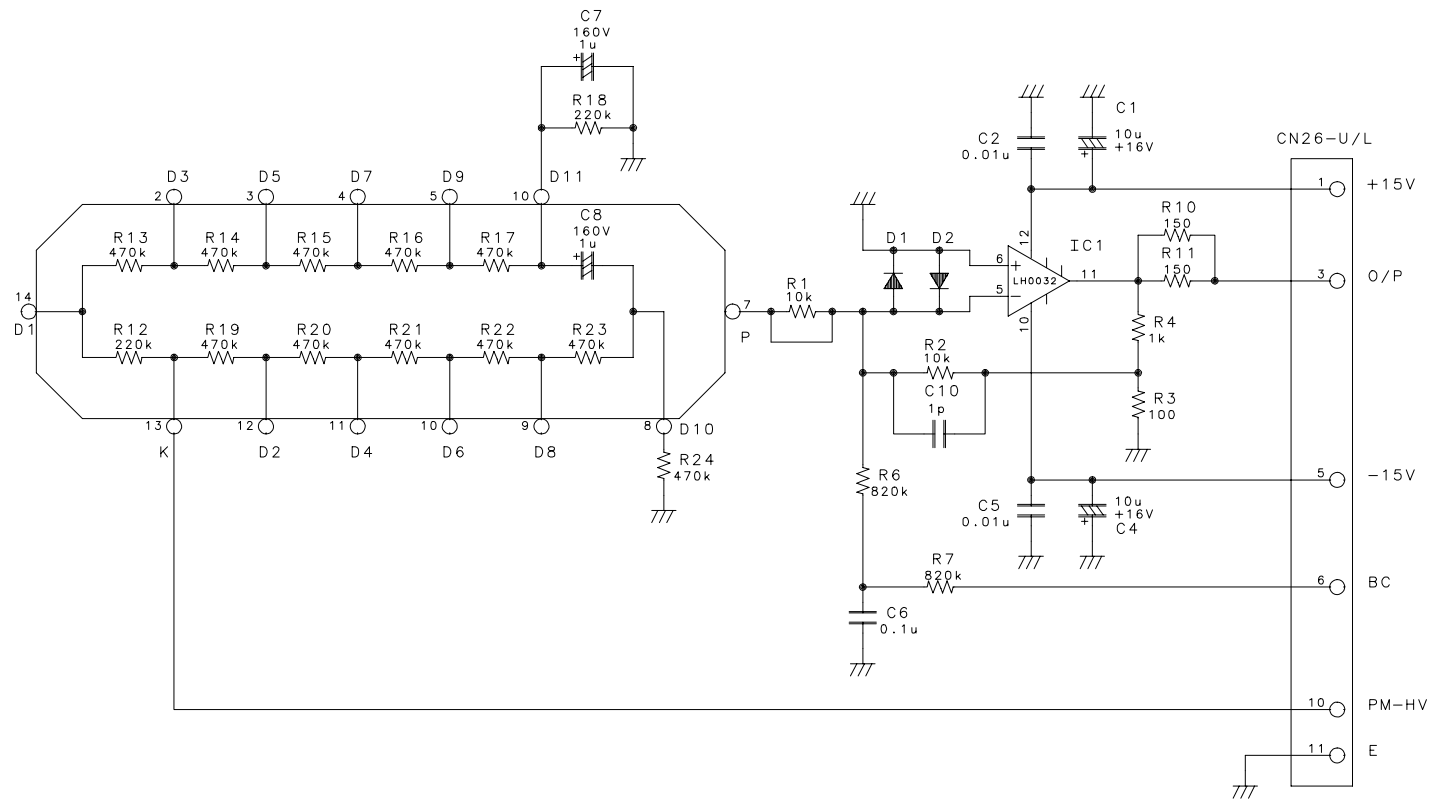 C7
160V
1u
R18
220k
D3
D5
D7
D9
D11
2
3
4
5
10
C8
160V
1u
R13
470k
R14
470k
R15
470k
R16
470k
R17
470k
14
D1
R12
220k
R19
470k
R20
470k
R21
470k
R22
470k
R23
470k
7
P
13
12
11
10
9
8
K
D2
D4
D6
D8
D10
R24
470k
R1
10k
D1
D2
C2
0.01u
C1
10u
+16V
12
6
5
10
11
IC1
LH0032
R10
150
R11
150
R4
1k
R3
100
R2
10k
C10
1p
R6
820k
C5
0.01u
10u
+16V
C4
R7
820k
C6
0.1u
CN26-U/L
1
+15V
3
O/P
5
-15V
6
BC
10
PM-HV
11
E